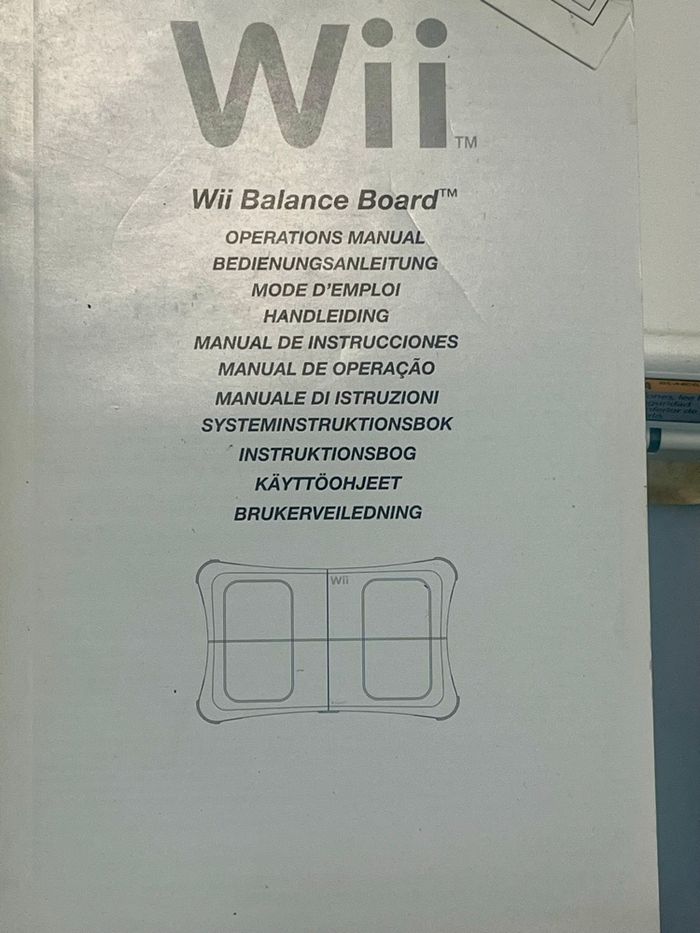 Wii™
Wii Balance Board™
OPERATIONS MANUAL
BEDIENUNGSANLEITUNG
MODE D'EMPLOI
HANDLEIDING
MANUAL DE INSTRUCCIONES
MANUAL DE OPERAÇÃO
MANUALE DI ISTRUZIONI
SYSTEMINSTRUKTIONSBOK
INSTRUKTIONSBOG
KÄYTTÖOHJEET
BRUKERVEILEDNING
Wii